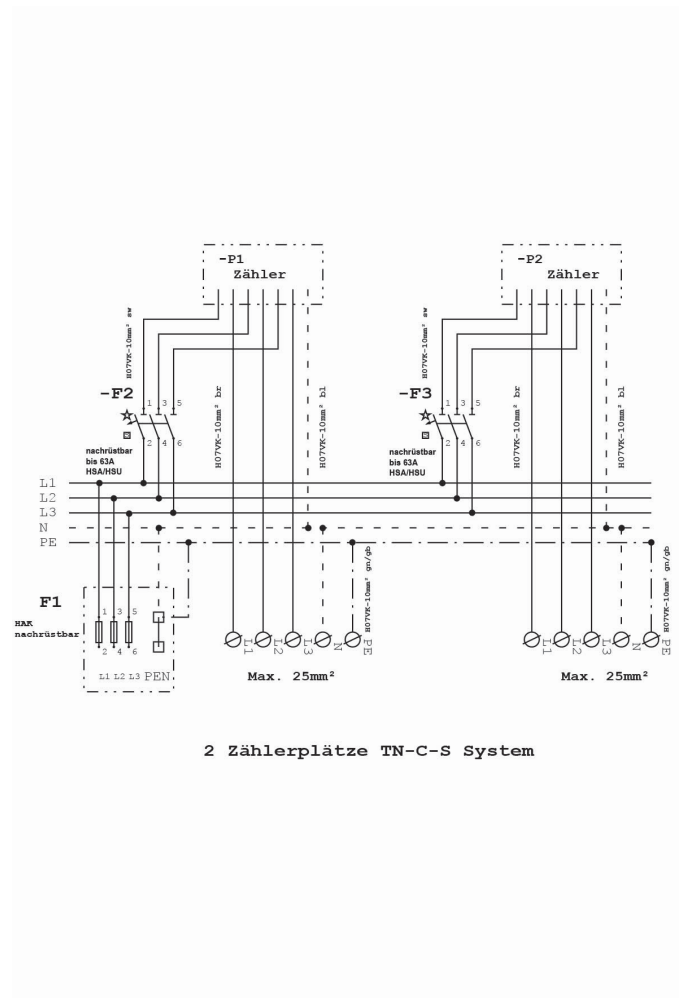 -P1
Zähler
-P2
Zähler
H07VK-10mm² sw
H07VK-10mm² sw
-F2
1 3 5
2 4 6
nachrüstbar
bis 63A
HSA/HSU
H07VK-10mm² br
H07VK-10mm² bl
-F3
1 3 5
2 4 6
nachrüstbar
bis 63A
HSA/HSU
H07VK-10mm² br
H07VK-10mm² bl
L1
L2
L3
N
PE
F1
HAK
nachrüstbar
1 3 5
2 4 6
L1 L2 L3 PEN
H07VK-10mm² gn/gb
L1 L2 L3 N PE
Max. 25mm²
H07VK-10mm² gn/gb
L1 L2 L3 N PE
Max. 25mm²
2 Zählerplätze TN-C-S System